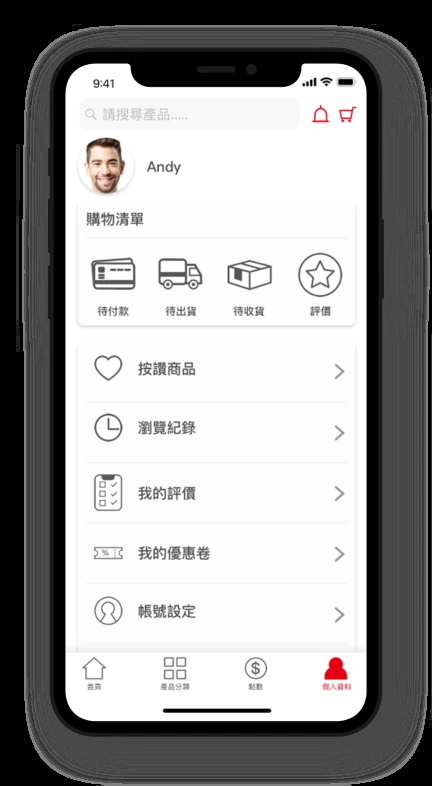 9:41
請搜尋產品.....
Andy
購物清單
待付款 待出貨 待收貨 評價
按讚商品
瀏覽紀錄
我的評價
%
我的優惠卷
帳號設定
$
首頁 產品分類 點數 個人資料